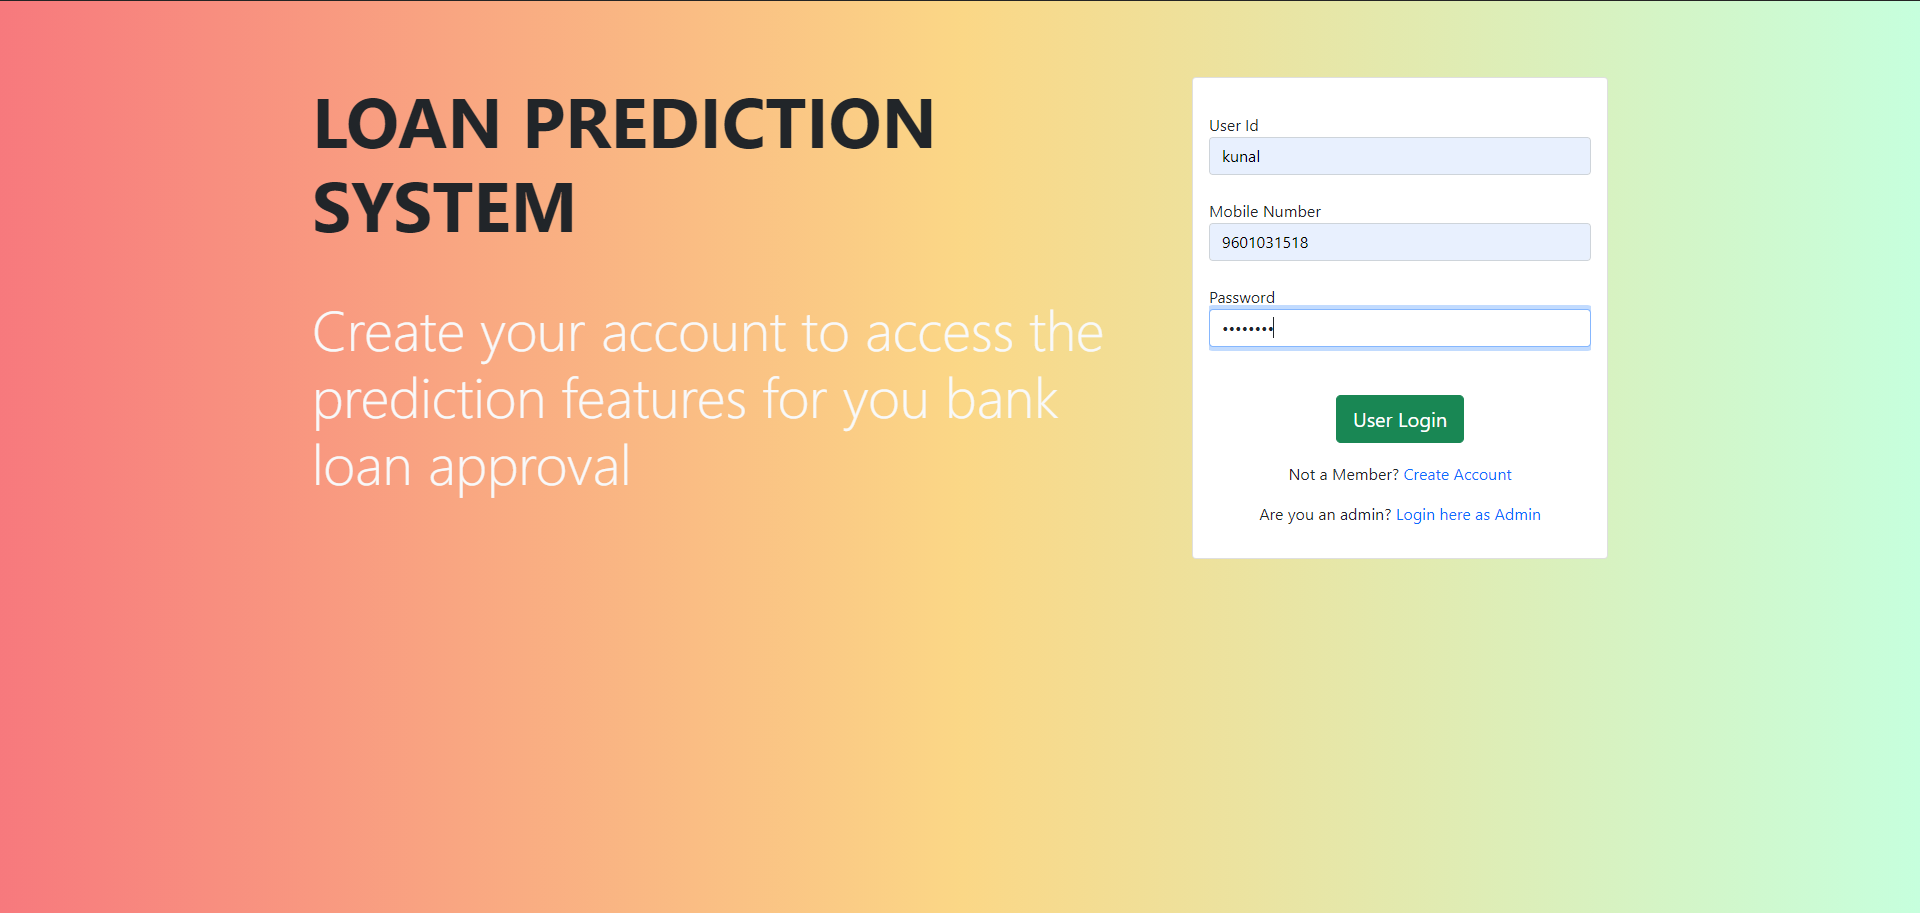 LOAN PREDICTION
SYSTEM
Create your account to access the
prediction features for you bank
loan approval
User Id
kunal
Mobile Number
9601031518
Password
••••••••
User Login
Not a Member? Create Account
Are you an admin? Login here as Admin